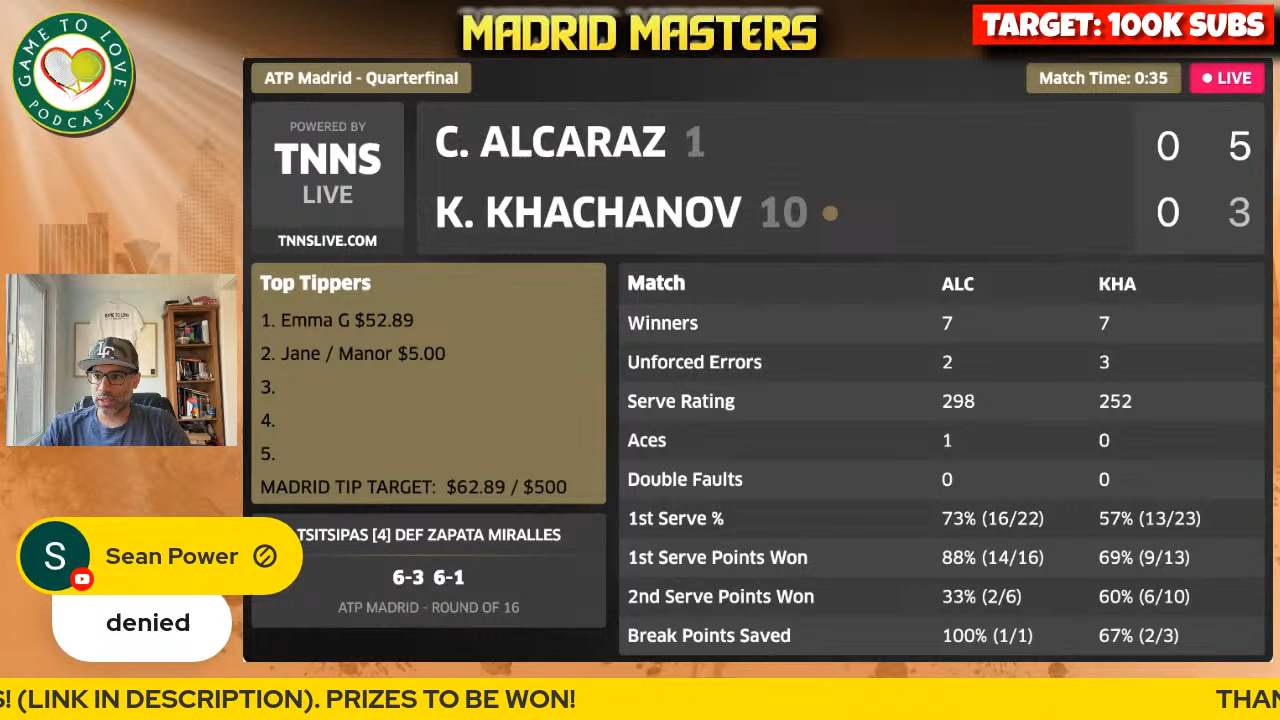 GAME TO LOVE
PODCAST
MADRID MASTERS
TARGET: 100K SUBS
ATP Madrid - Quarterfinal
Match Time: 0:35
LIVE
POWERED BY
TNNS
LIVE
TNNSLIVE.COM
C. ALCARAZ 1 0 5
K. KHACHANOV 10 0 3
Top Tippers
1. Emma G $52.89
2. Jane / Manor $5.00
3.
4.
5.
MADRID TIP TARGET: $62.89 / $500
TSITSIPAS [4] DEF ZAPATA MIRALLES
6-3 6-1
ATP MADRID - ROUND OF 16
Match ALC KHA
Winners 7 7
Unforced Errors 2 3
Serve Rating 298 252
Aces 1 0
Double Faults 0 0
1st Serve % 73% (16/22) 57% (13/23)
1st Serve Points Won 88% (14/16) 69% (9/13)
2nd Serve Points Won 33% (2/6) 60% (6/10)
Break Points Saved 100% (1/1) 67% (2/3)
S Sean Power
denied
S! (LINK IN DESCRIPTION). PRIZES TO BE WON! THAN